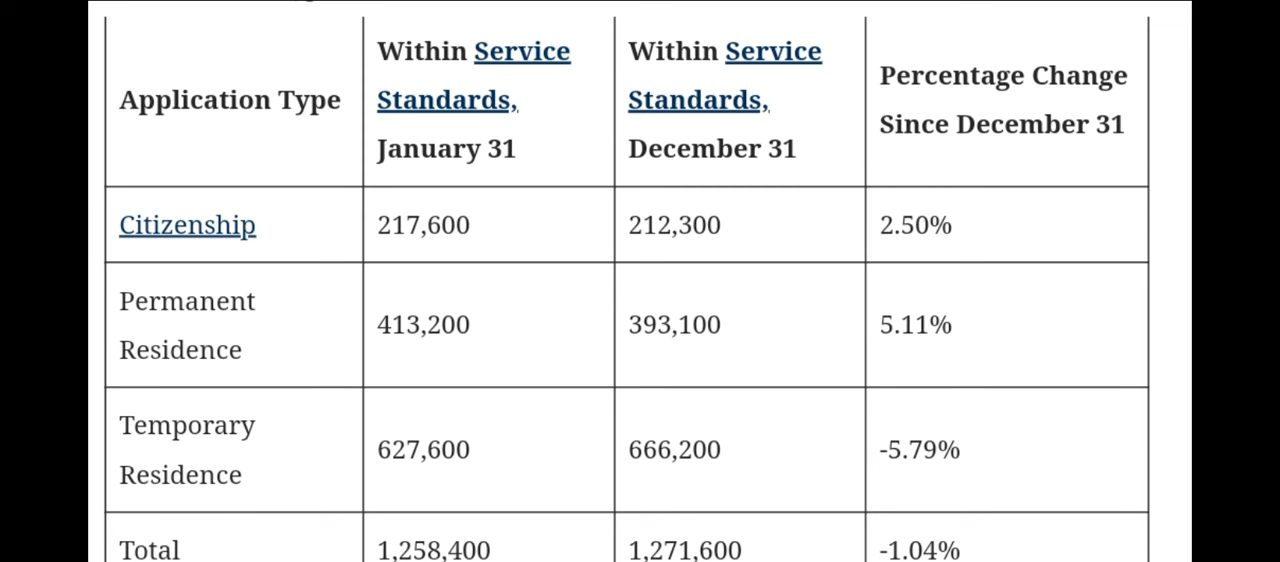 Application Type
Within Service
Standards,
January 31
Within Service
Standards,
December 31
Percentage Change
Since December 31
Citizenship
217,600
212,300
2.50%
Permanent
Residence
413,200
393,100
5.11%
Temporary
Residence
627,600
666,200
-5.79%
Total
1,258,400
1,271,600
-1.04%